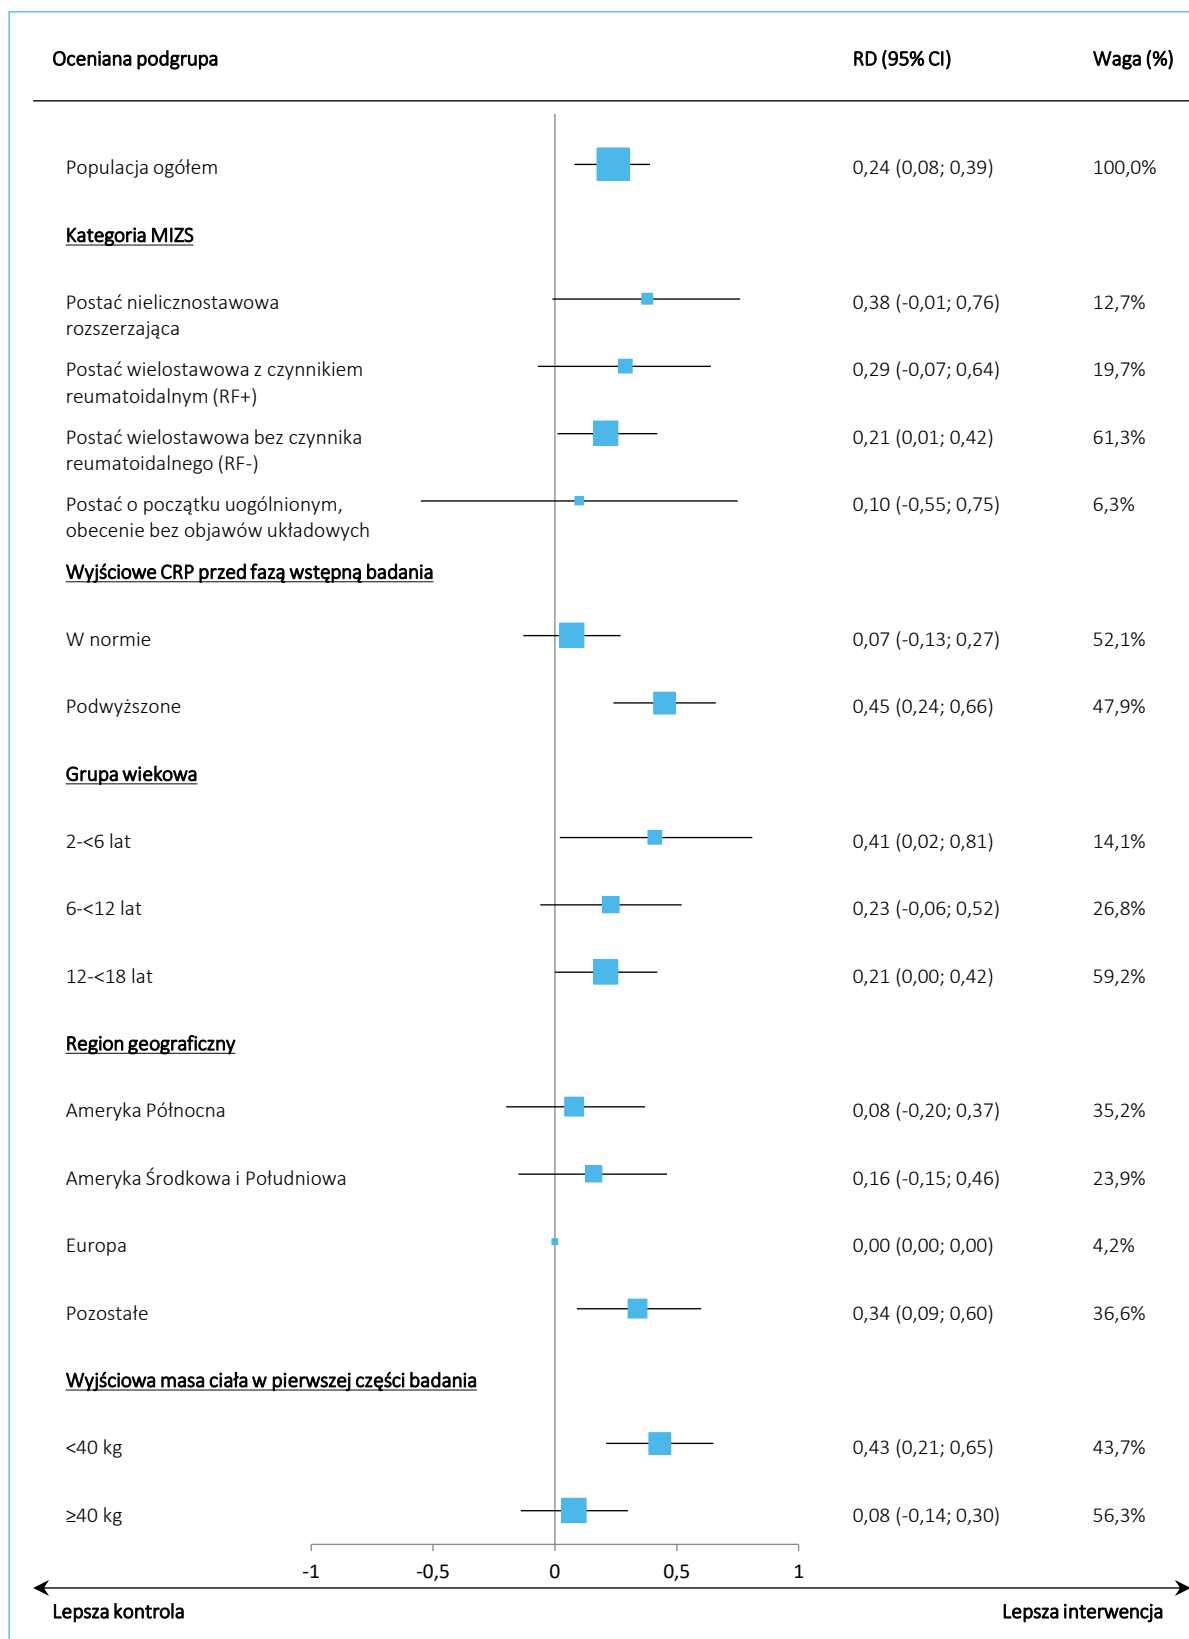 Oceniana podgrupa RD (95% CI) Waga (%)
Populacja ogółem 0,24 (0,08; 0,39) 100,0%
Kategoria MIZS
Postać nielicznostawowa 0,38 (-0,01; 0,76) 12,7%
rozszerzająca
Postać wielostawowa z czynnikiem 0,29 (-0,07; 0,64) 19,7%
reumatoidalnym (RF+)
Postać wielostawowa bez czynnika 0,21 (0,01; 0,42) 61,3%
reumatoidalnego (RF-)
Postać o początku uogólnionym, 0,10 (-0,55; 0,75) 6,3%
obecenie bez objawów układowych
Wyjściowe CRP przed fazą wstępną badania
W normie 0,07 (-0,13; 0,27) 52,1%
Podwyższone 0,45 (0,24; 0,66) 47,9%
Grupa wiekowa
2-<6 lat 0,41 (0,02; 0,81) 14,1%
6-<12 lat 0,23 (-0,06; 0,52) 26,8%
12-<18 lat 0,21 (0,00; 0,42) 59,2%
Region geograficzny
Ameryka Północna 0,08 (-0,20; 0,37) 35,2%
Ameryka Środkowa i Południowa 0,16 (-0,15; 0,46) 23,9%
Europa 0,00 (0,00; 0,00) 4,2%
Pozostałe 0,34 (0,09; 0,60) 36,6%
Wyjściowa masa ciała w pierwszej części badania
<40 kg 0,43 (0,21; 0,65) 43,7%
≥40 kg 0,08 (-0,14; 0,30) 56,3%
-1 -0,5 0 0,5 1
Lepsza kontrola Lepsza interwencja